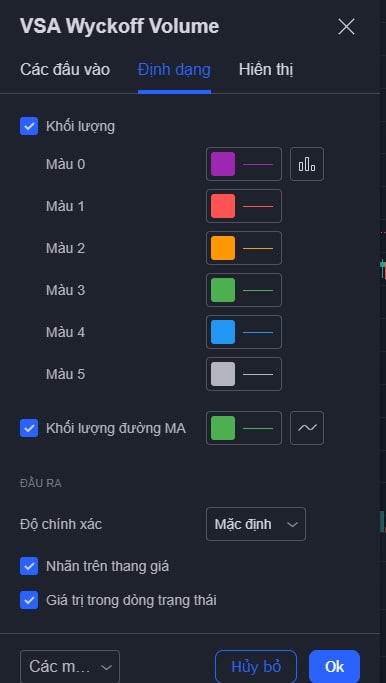 VSA Wyckoff Volume
Các đầu vào Định dạng Hiển thị
Khối lượng
Màu 0
Màu 1
Màu 2
Màu 3
Màu 4
Màu 5
Khối lượng đường MA
ĐẦU RA
Độ chính xác Mặc định
Nhãn trên thang giá
Giá trị trong dòng trạng thái
Các m... Hủy bỏ Ok